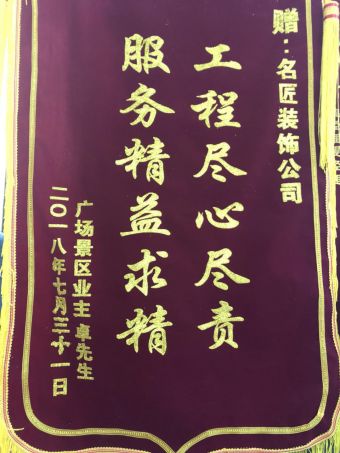 赠：名匠装饰公司
工程尽心尽责
服务精益求精
广场景区业主 卓先生
二〇一八年七月三十一日